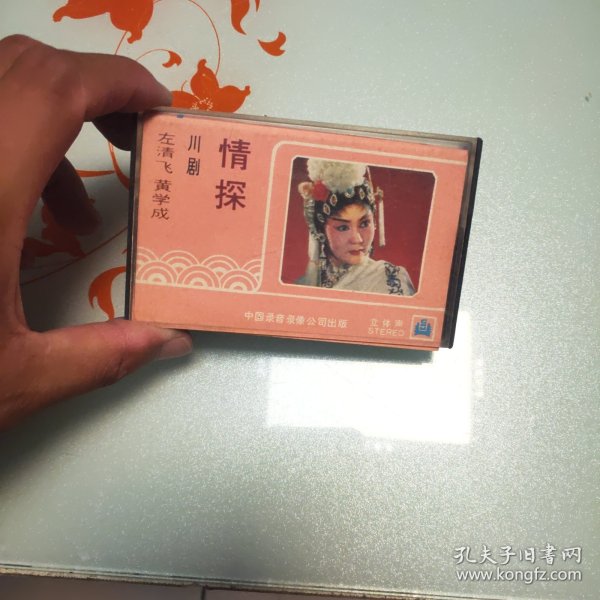 情探
川剧
左清飞 黄学成
中国录音录像公司出版
立体声
STEREO
孔夫子旧书网
www.kongfz.com